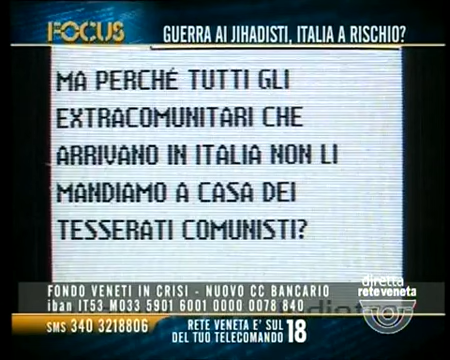 FOCUS
GUERRA AI JIHADISTI, ITALIA A RISCHIO?
MA PERCHÉ TUTTI GLI
EXTRACOMUNITARI CHE
ARRIVANO IN ITALIA NON LI
MANDIAMO A CASA DEI
TESSERATI COMUNISTI?
FONDO VENETI IN CRISI - NUOVO CC BANCARIO
iban IT53 M033 5901 6001 0000 0078 840
diretta
reteveneta
SMS 340 3218806
RETE VENETA E' SUL
DEL TUO TELECOMANDO 18